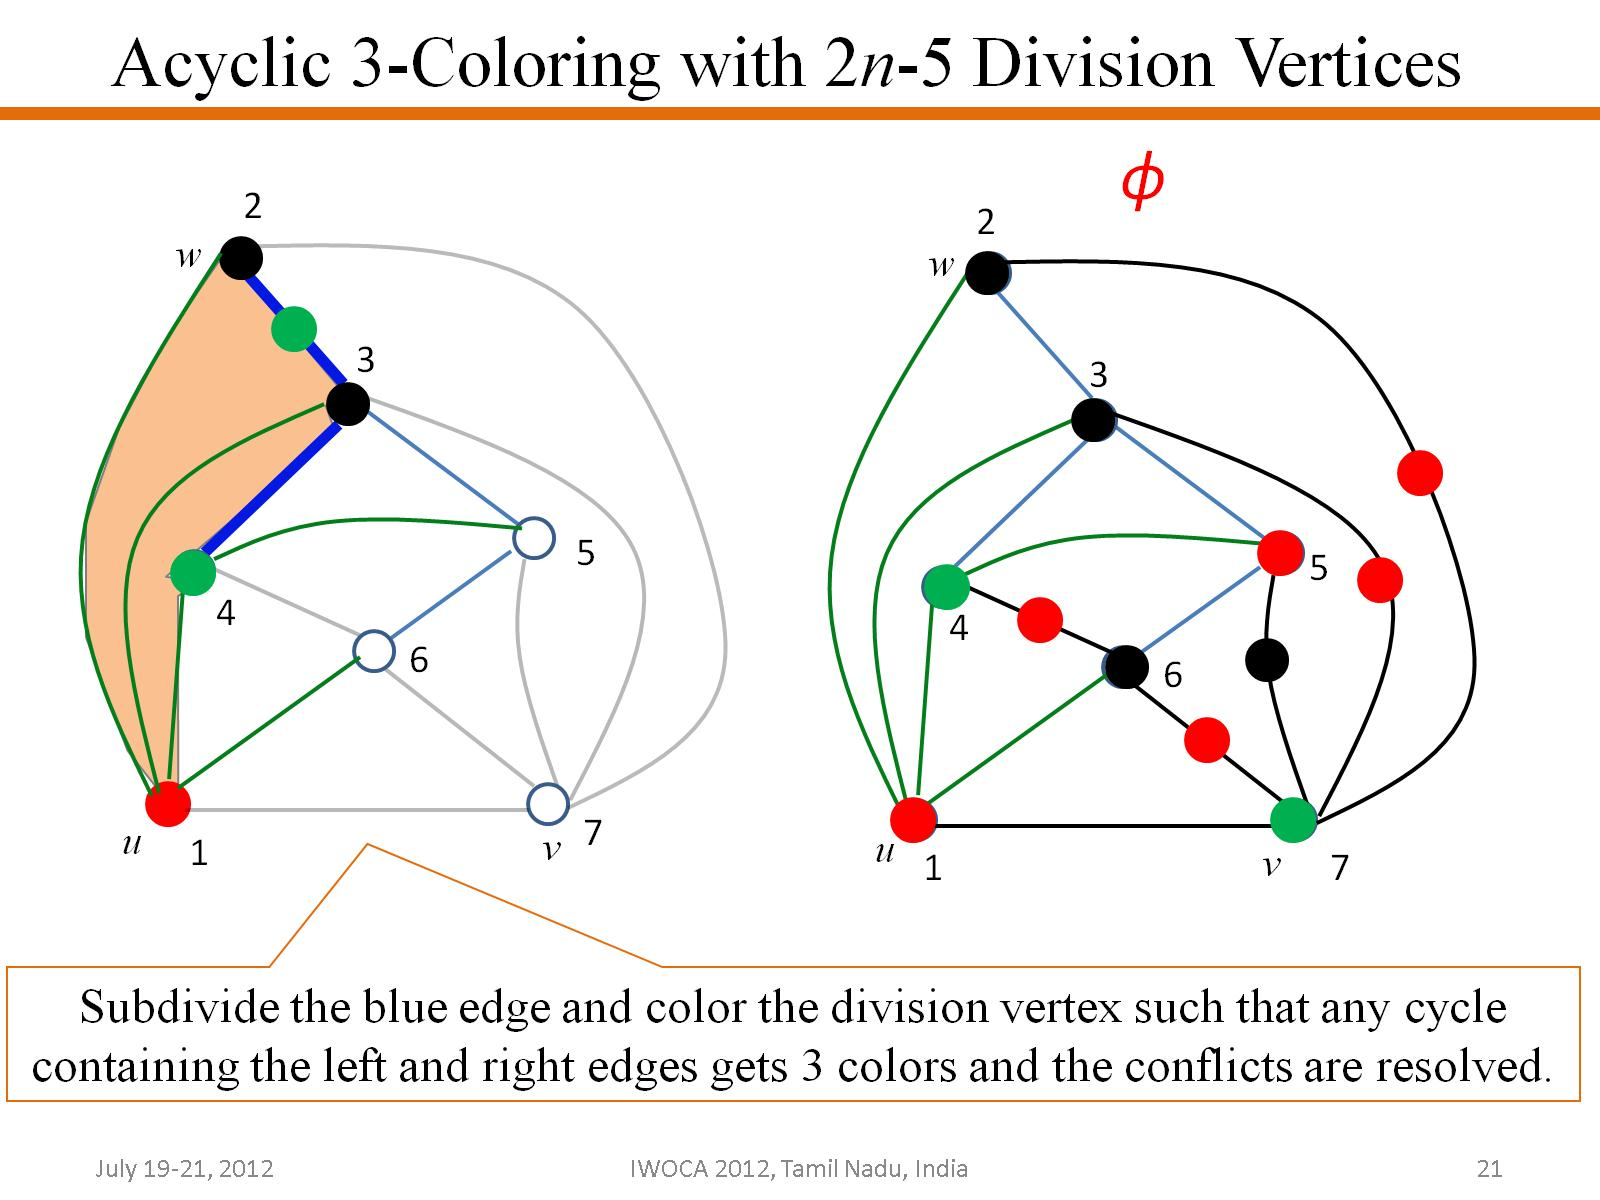 Acyclic 3-Coloring with 2n-5 Division Vertices
ϕ
2
w
3
4
5
6
u
1
v
7
2
w
3
4
5
6
u
1
v
7
Subdivide the blue edge and color the division vertex such that any cycle
containing the left and right edges gets 3 colors and the conflicts are resolved.
July 19-21, 2012
IWOCA 2012, Tamil Nadu, India
21